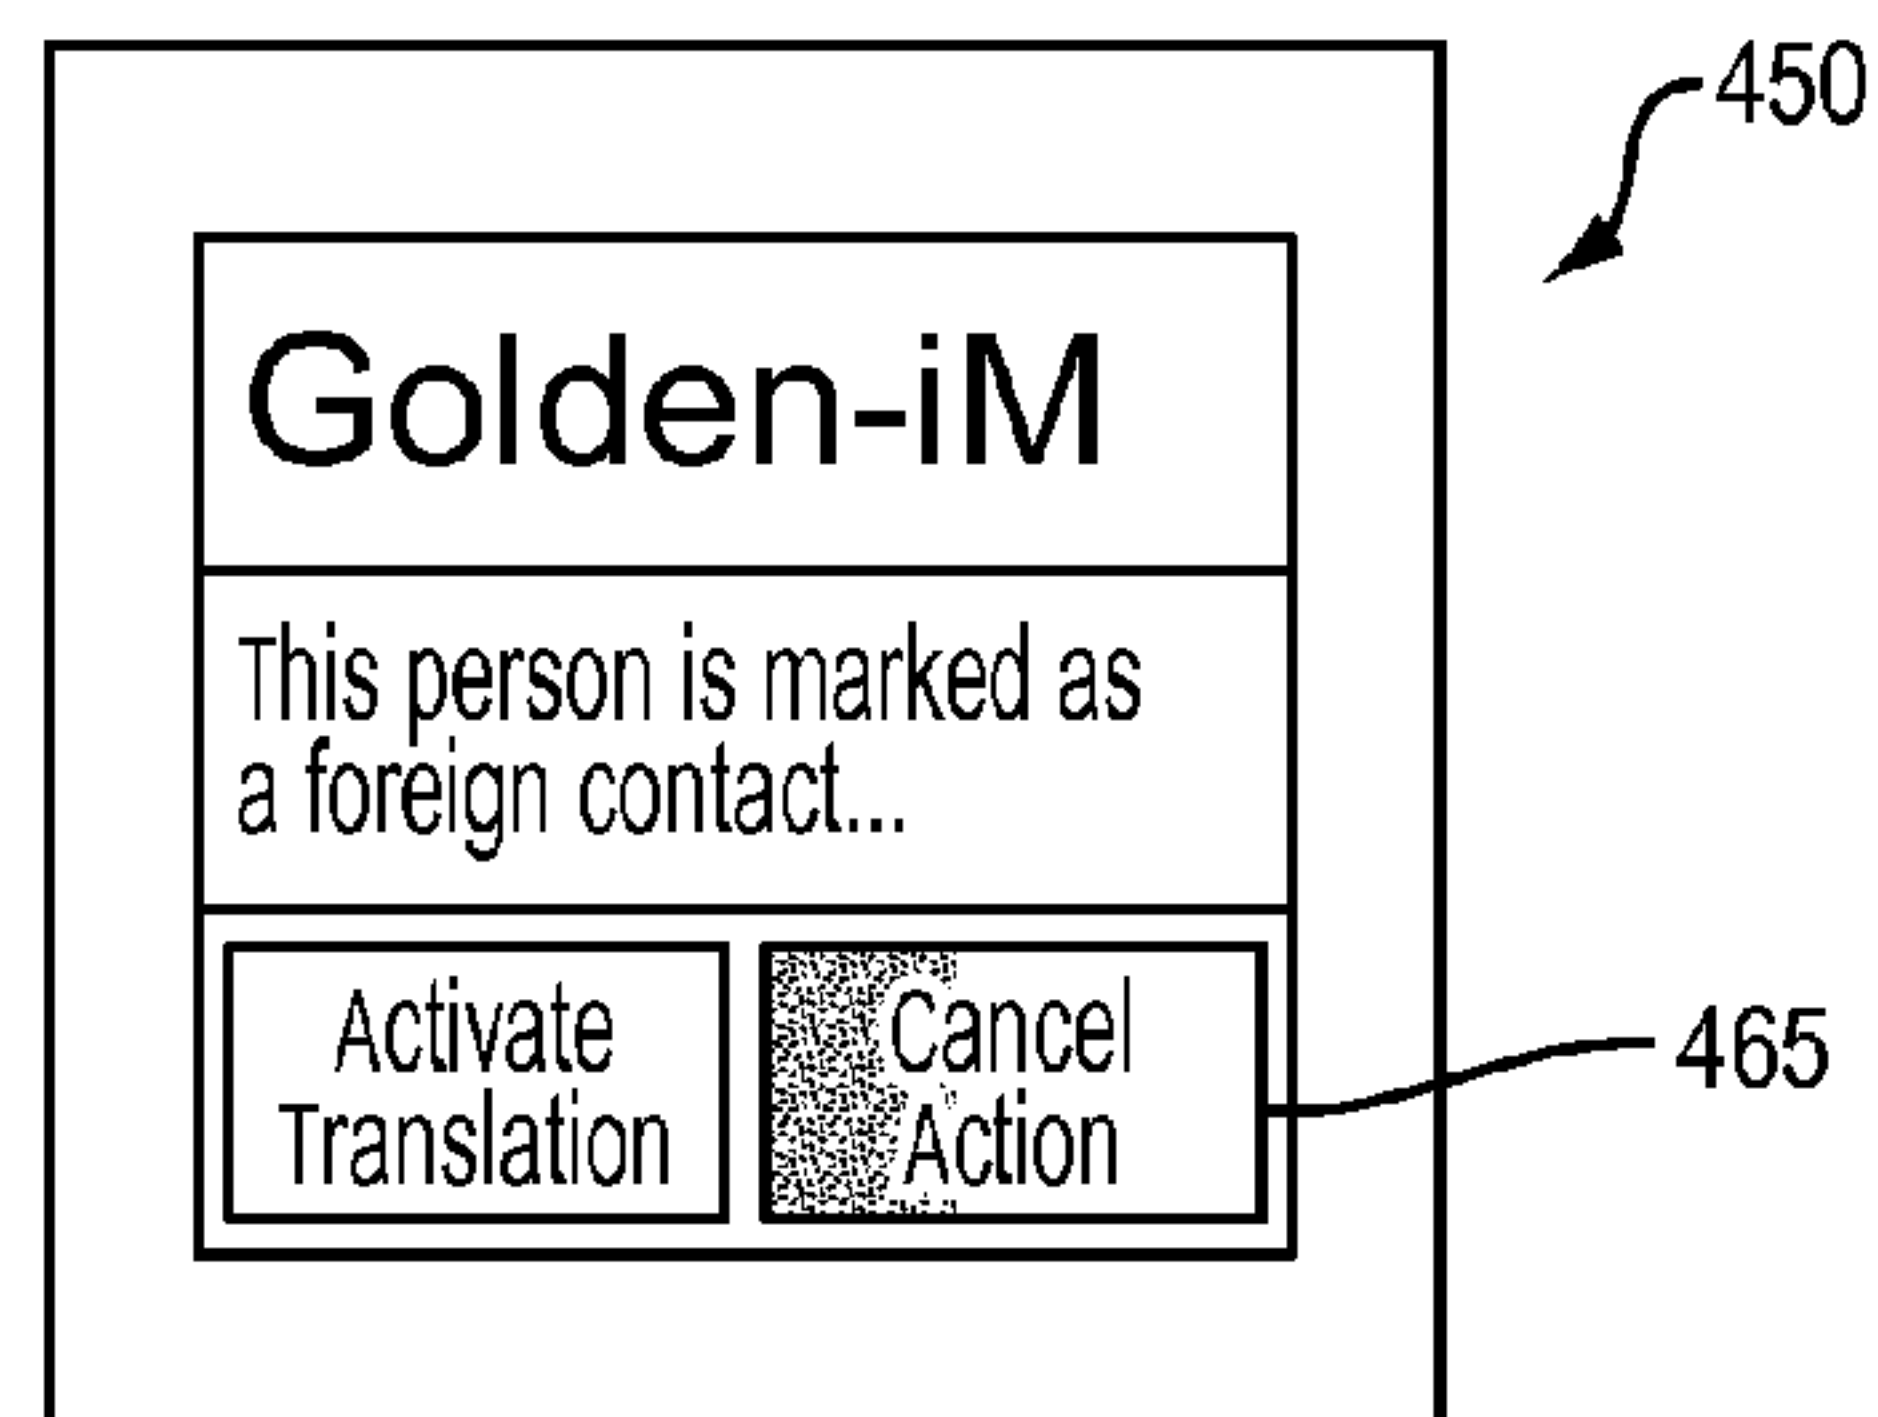 450
Golden-iM
This person is marked as
a foreign contact...
Activate
Translation
Cancel
Action
465